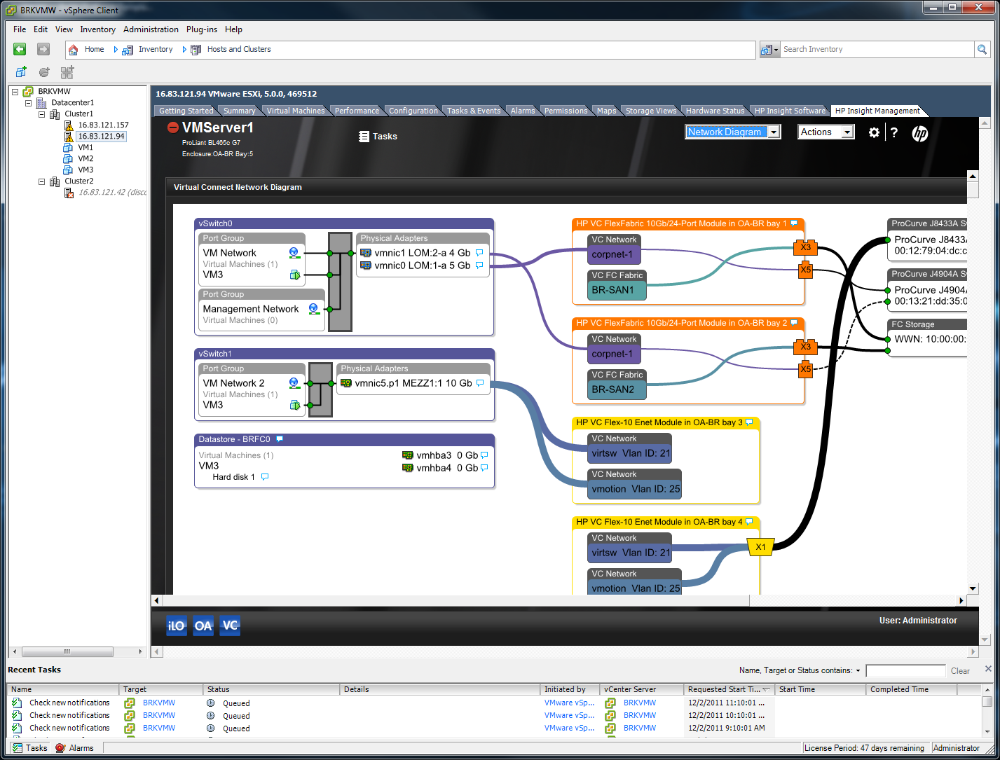 BRKVMW - vSphere Client
File Edit View Inventory Administration Plug-ins Help
Home Inventory Hosts and Clusters
Search Inventory
BRKVMW
Datacenter1
Cluster1
16.83.121.157
16.83.121.94
VM1
VM2
VM3
Cluster2
16.83.121.42 (disco
16.83.121.94 VMware ESXi, 5.0.0, 469512
Getting Started Summary Virtual Machines Performance Configuration Tasks & Events Alarms Permissions Maps Storage Views Hardware Status HP Insight Software HP Insight Management
VMServer1
ProLiant BL465c G7
Enclosure:OA-BR Bay:5
Tasks
Network Diagram
Actions
?
hp
Virtual Connect Network Diagram
vSwitch0
Port Group
VM Network
Virtual Machines (1)
VM3
Port Group
Management Network
Virtual Machines (0)
Physical Adapters
vmnic1 LOM:2-a 4 Gb
vmnic0 LOM:1-a 5 Gb
vSwitch1
Port Group
VM Network 2
Virtual Machines (1)
VM3
Physical Adapters
vmnic5.p1 MEZZ1:1 10 Gb
Datastore - BRFC0
Virtual Machines (1)
VM3
Hard disk 1
vmhba3 0 Gb
vmhba4 0 Gb
HP VC FlexFabric 10Gb/24-Port Module in OA-BR bay 1
VC Network
corpnet-1
VC FC Fabric
BR-SAN1
X3
X5
HP VC FlexFabric 10Gb/24-Port Module in OA-BR bay 2
VC Network
corpnet-1
VC FC Fabric
BR-SAN2
X3
X5
HP VC Flex-10 Enet Module in OA-BR bay 3
VC Network
virtsw Vlan ID: 21
VC Network
vmotion Vlan ID: 25
HP VC Flex-10 Enet Module in OA-BR bay 4
VC Network
virtsw Vlan ID: 21
VC Network
vmotion Vlan ID: 25
X1
ProCurve J8433A S
ProCurve J8433A
00:12:79:04:dc:c
ProCurve J4904A S
ProCurve J4904A
00:13:21:dd:35:0
FC Storage
WWN: 10:00:00:
iLO OA VC
User: Administrator
Recent Tasks
Name, Target or Status contains:
Clear
Name Target Status Details Initiated by vCenter Server Requested Start Ti... Start Time Completed Time
Check new notifications BRKVMW Queued VMware vSp... BRKVMW 12/2/2011 11:10:01 ...
Check new notifications BRKVMW Queued VMware vSp... BRKVMW 12/2/2011 10:10:01 ...
Check new notifications BRKVMW Queued VMware vSp... BRKVMW 12/2/2011 9:10:01 AM
Tasks Alarms
License Period: 47 days remaining Administrator